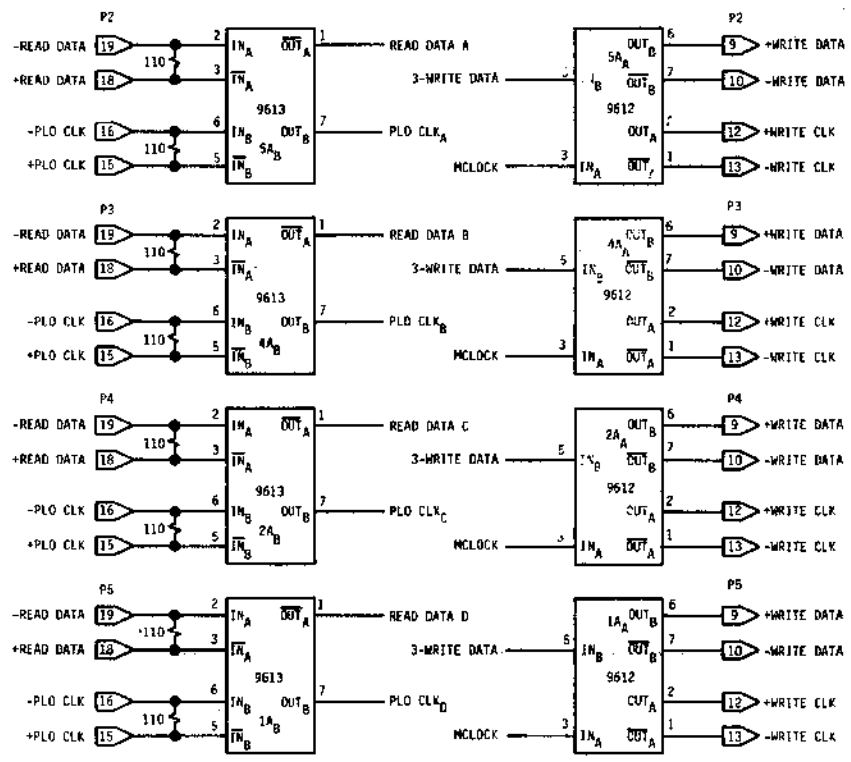 P2 P2
-READ DATA 19 2 IN_A OUT_A 1 READ DATA A 5A_A OUT_B 6 9 +WRITE DATA
110
+READ DATA 18 3 IN_A 3-WRITE DATA OUT_B 7 10 -WRITE DATA
9613 9612
-PLO CLK 16 6 IN_B OUT_B 7 PLO CLK_A OUT_A 12 +WRITE CLK
110 5A_B
+PLO CLK 15 5 IN_B MCLOCK 3 IN_A 1 13 -WRITE CLK
P3 P3
-READ DATA 19 2 IN_A OUT_A 1 READ DATA B 4A_A OUT_B 6 9 +WRITE DATA
110
+READ DATA 18 3 IN_A 3-WRITE DATA 5 IN_B OUT_B 7 10 -WRITE DATA
9613 9612
-PLO CLK 16 6 IN_B OUT_B 7 PLO CLK_B OUT_A 2 12 +WRITE CLK
110 4A_B
+PLO CLK 15 5 IN_B MCLOCK 3 IN_A OUT_A 1 13 -WRITE CLK
P4 P4
-READ DATA 19 2 IN_A OUT_A 1 READ DATA C 2A_A OUT_B 6 9 +WRITE DATA
110
+READ DATA 18 3 IN_A 3-WRITE DATA 5 IN_B OUT_B 7 10 -WRITE DATA
9613 9612
-PLO CLK 16 6 IN_B OUT_B 7 PLO CLK_C OUT_A 2 12 +WRITE CLK
110 2A_B
+PLO CLK 15 5 IN_B MCLOCK IN_A OUT_A 1 13 -WRITE CLK
P5 P5
-READ DATA 19 2 IN_A OUT_A 1 READ DATA D 1A_A OUT_B 6 9 +WRITE DATA
110
+READ DATA 18 3 IN_A 3-WRITE DATA IN_B OUT_B 7 10 -WRITE DATA
9613 9612
-PLO CLK 16 6 IN_B OUT_B 7 PLO CLK_D OUT_A 2 12 +WRITE CLK
110 1A_B
+PLO CLK 15 5 IN_B MCLOCK 3 IN_A OUT_A 1 13 -WRITE CLK